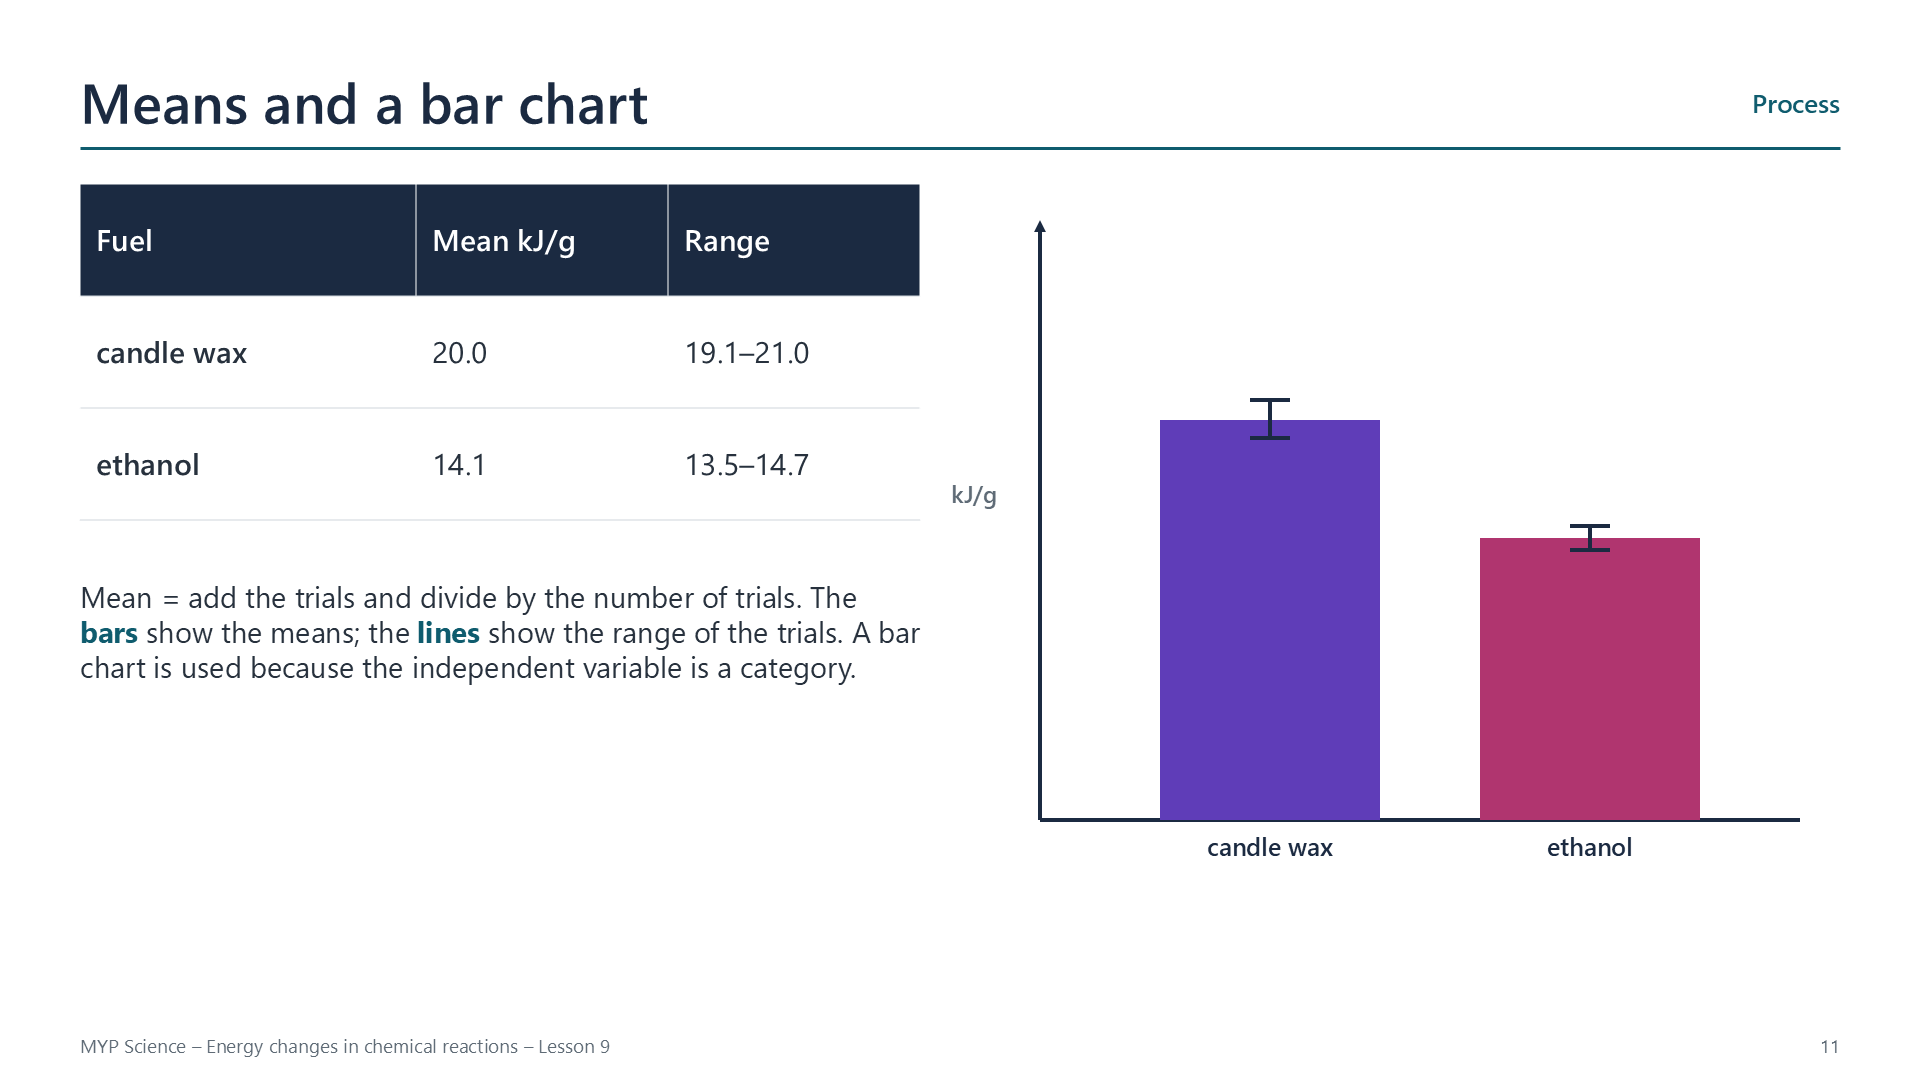 Means and a bar chart
Process
Fuel Mean kJ/g Range
candle wax 20.0 19.1–21.0
ethanol 14.1 13.5–14.7
Mean = add the trials and divide by the number of trials. The
bars show the means; the lines show the range of the trials. A bar
chart is used because the independent variable is a category.
kJ/g
candle wax ethanol
MYP Science – Energy changes in chemical reactions – Lesson 9
11